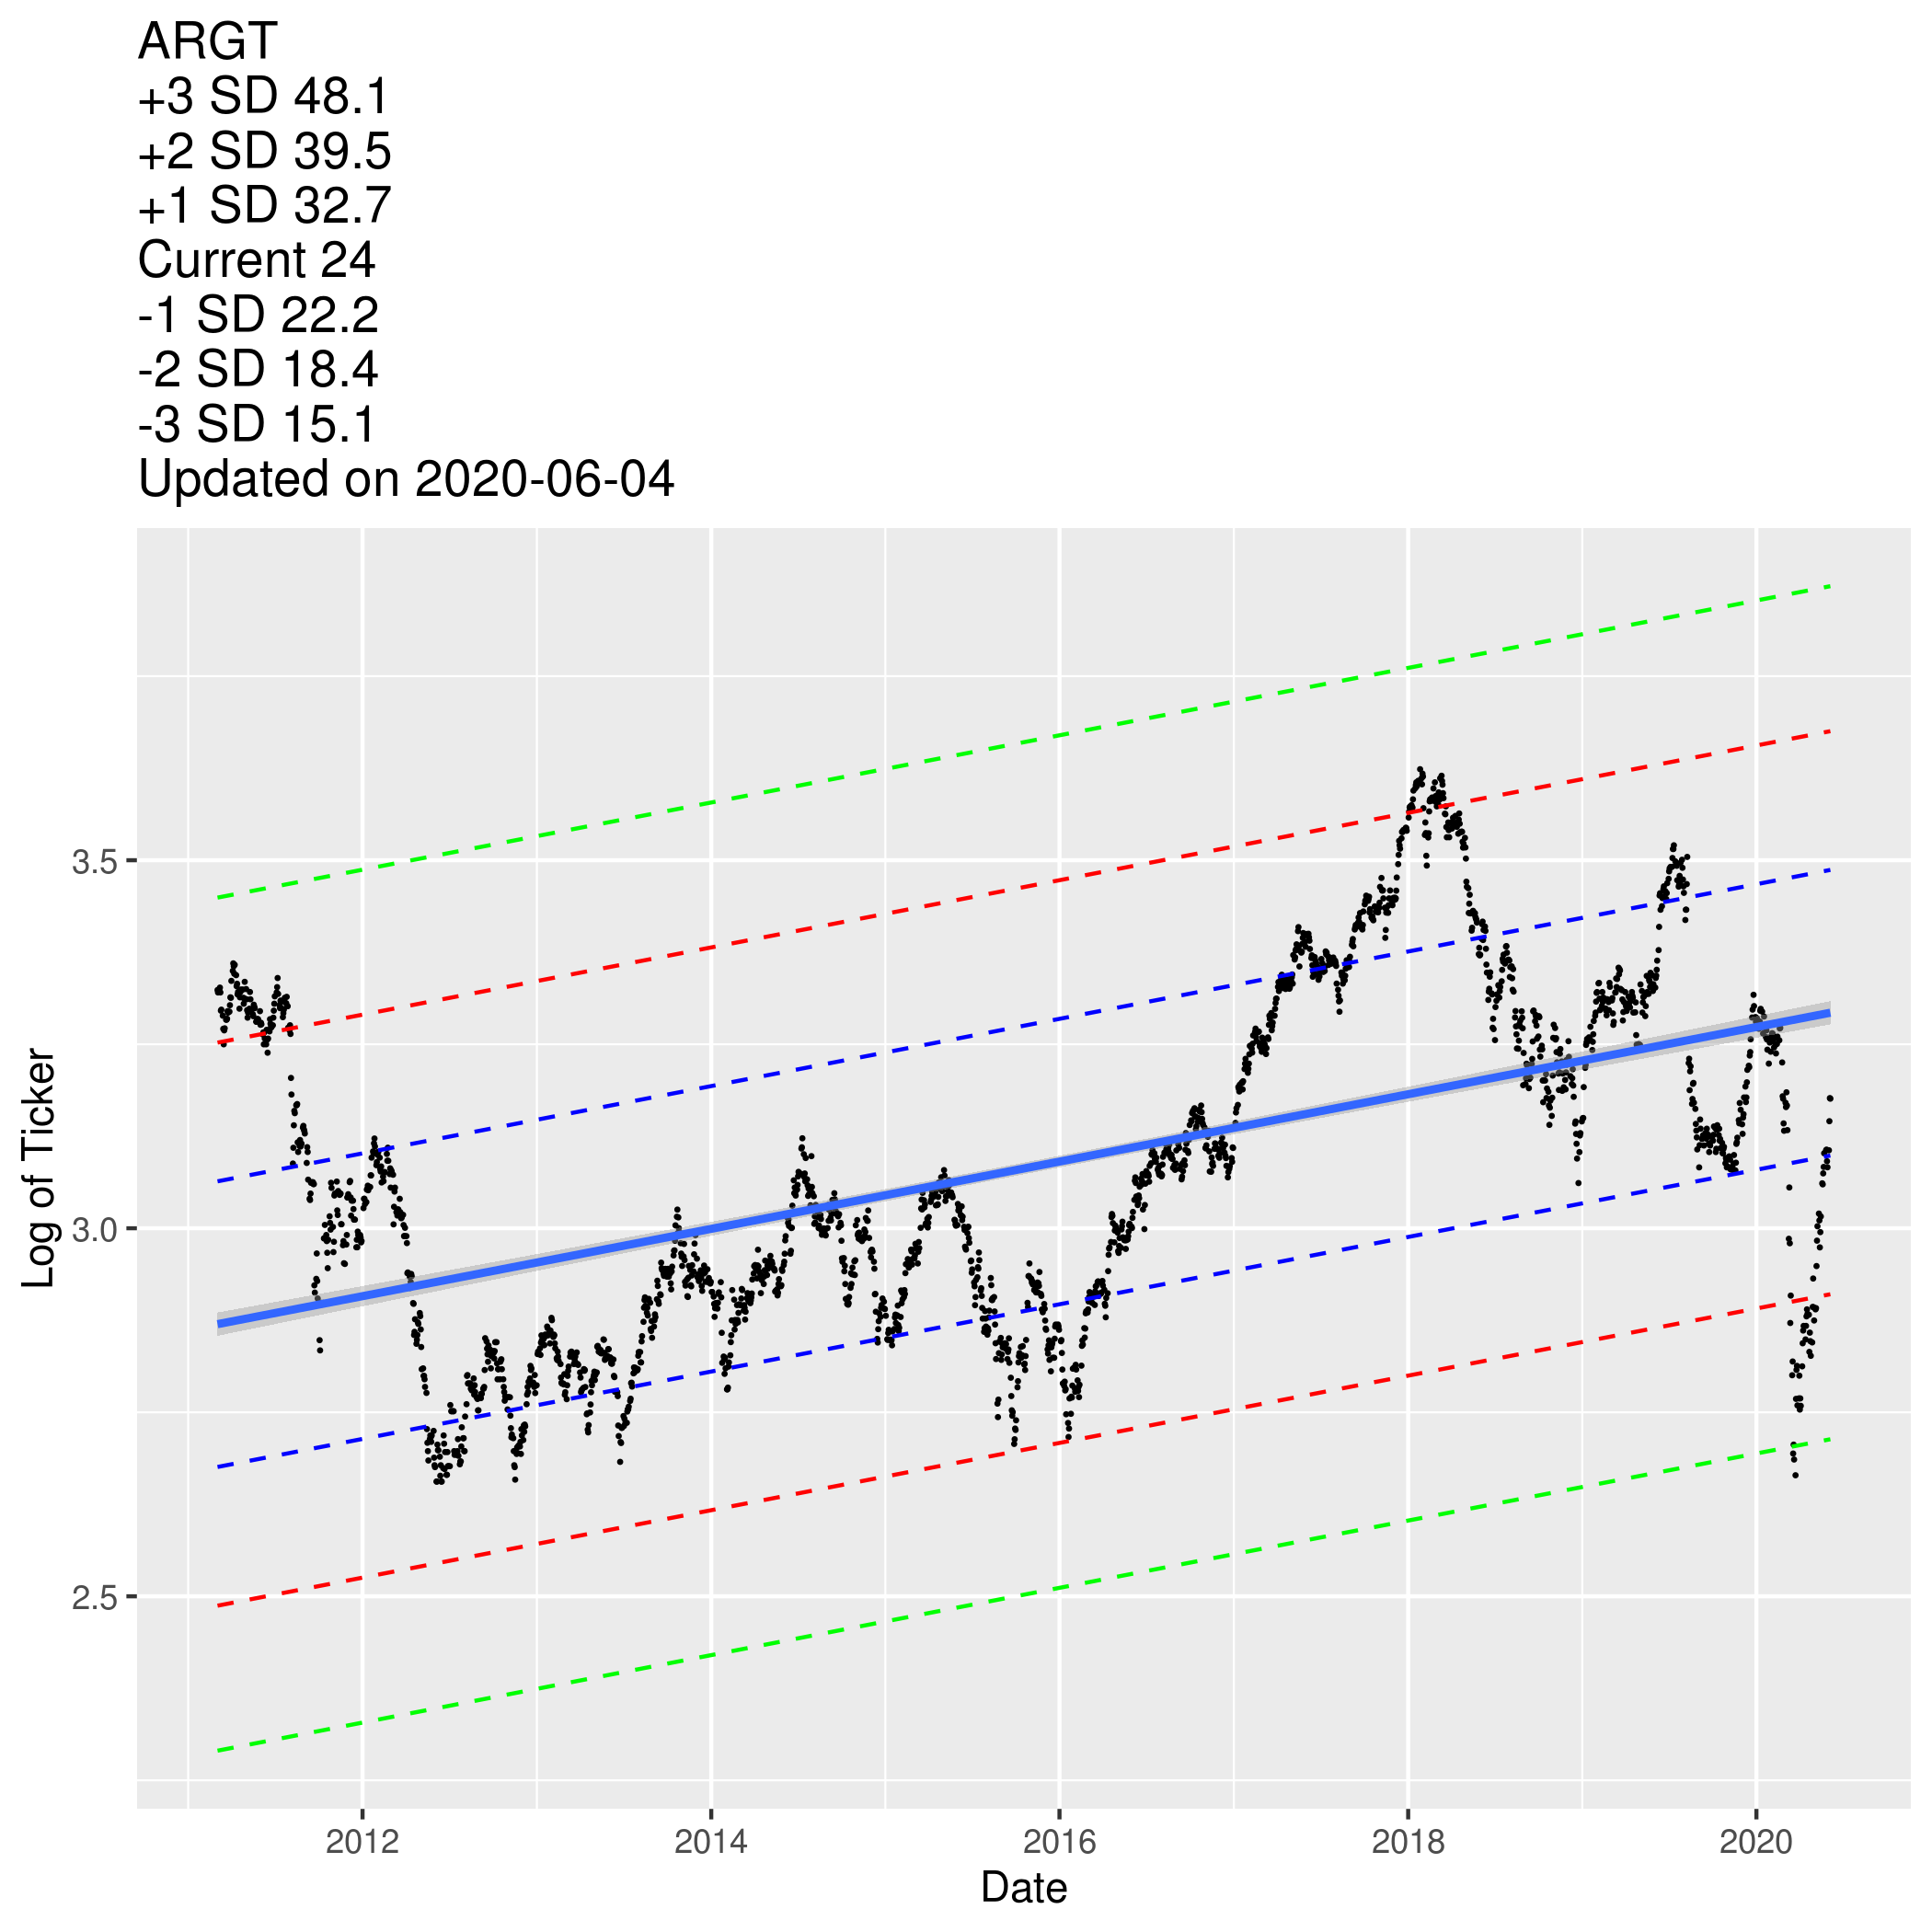 ARGT
+3 SD 48.1
+2 SD 39.5
+1 SD 32.7
Current 24
-1 SD 22.2
-2 SD 18.4
-3 SD 15.1
Updated on 2020-06-04
3.5
3.0
2.5
Log of Ticker
2012 2014 2016 2018 2020
Date